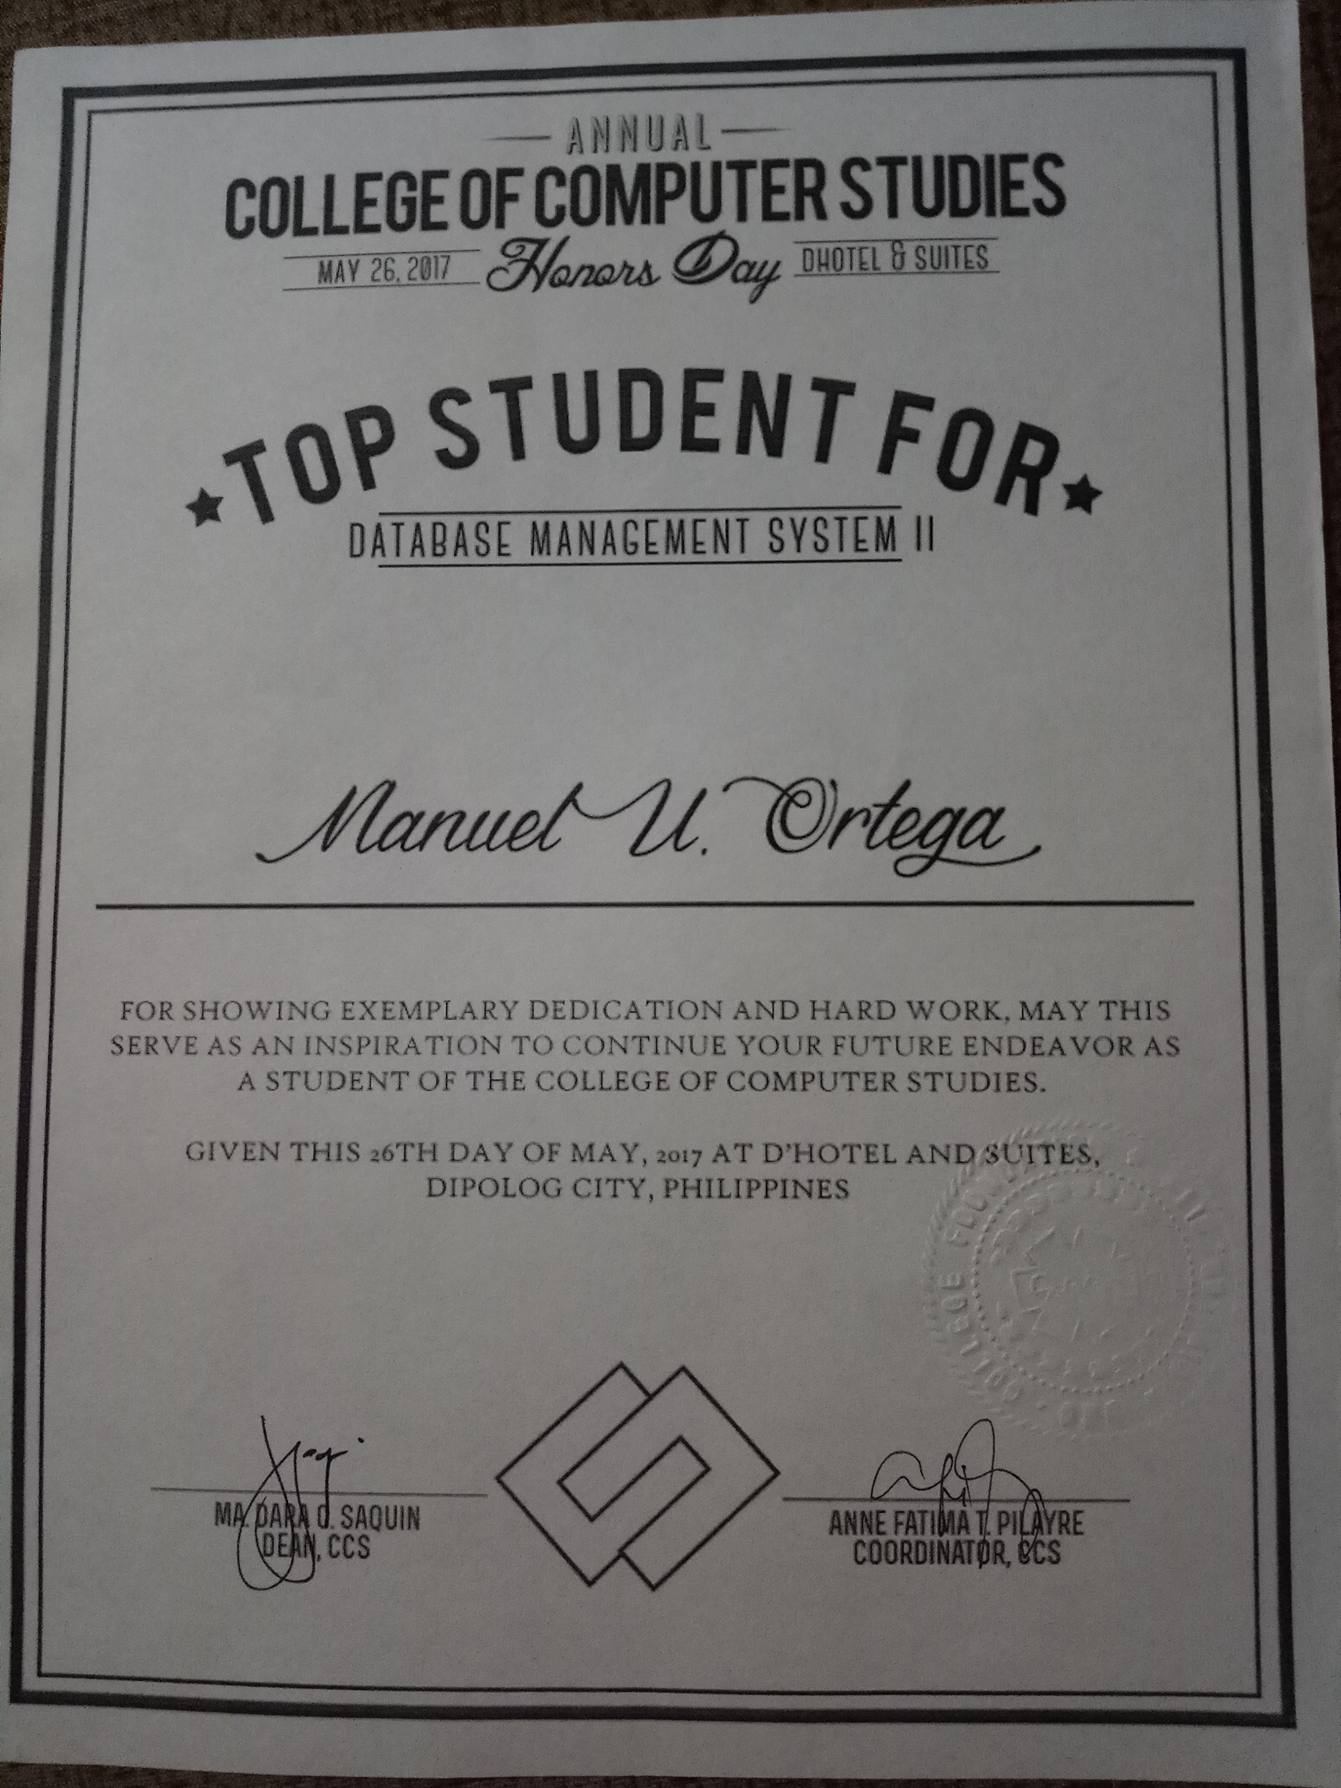 ANNUAL
COLLEGE OF COMPUTER STUDIES
MAY 26, 2017 Honors Day DHOTEL & SUITES
TOP STUDENT FOR
DATABASE MANAGEMENT SYSTEM II
Manuel U. Ortega
FOR SHOWING EXEMPLARY DEDICATION AND HARD WORK, MAY THIS
SERVE AS AN INSPIRATION TO CONTINUE YOUR FUTURE ENDEAVOR AS
A STUDENT OF THE COLLEGE OF COMPUTER STUDIES.
GIVEN THIS 26TH DAY OF MAY, 2017 AT D'HOTEL AND SUITES,
DIPOLOG CITY, PHILIPPINES
COLLEGE
MA. DARA O. SAQUIN
DEAN, CCS
ANNE FATIMA T. PILAYRE
COORDINATOR, CCS